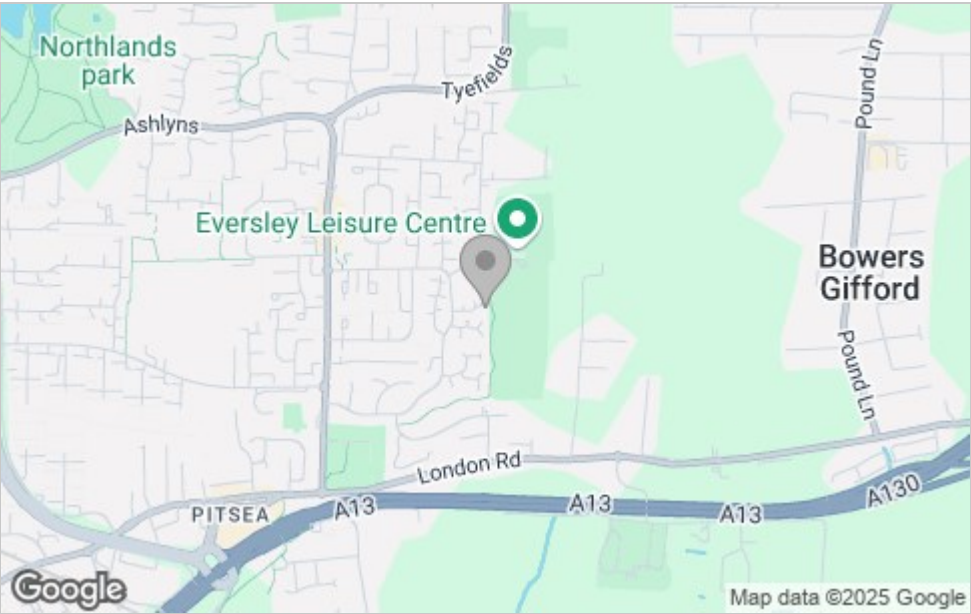 Northlands
park
Tyefields
Pound Ln
Ashlyns
Eversley Leisure Centre
Bowers
Gifford
Pound Ln
London Rd
PITSEA
A13
A13
A13
A130
Google
Map data ©2025 Google